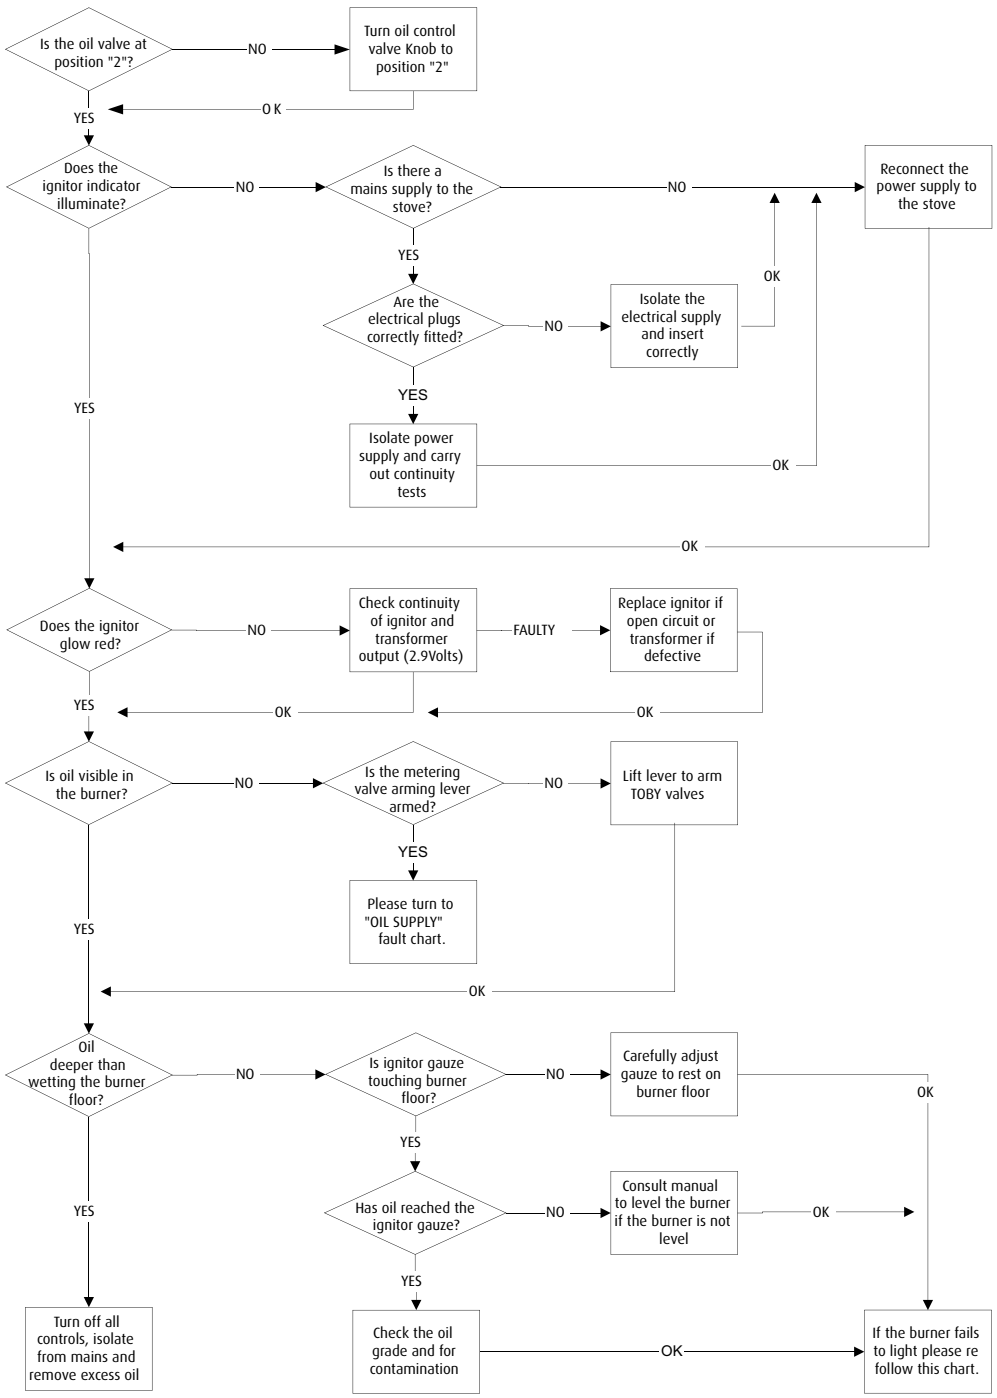 Is the oil valve at
position "2"?
NO
Turn oil control
valve Knob to
position "2"
OK
YES
Does the
ignitor indicator
illuminate?
NO
Is there a
mains supply to the
stove?
NO
Reconnect the
power supply to
the stove
YES
OK
Are the
electrical plugs
correctly fitted?
NO
Isolate the
electrical supply
and insert
correctly
YES
YES
Isolate power
supply and carry
out continuity
tests
OK
OK
Does the ignitor
glow red?
NO
Check continuity
of ignitor and
transformer
output (2.9Volts)
FAULTY
Replace ignitor if
open circuit or
transformer if
defective
YES
OK
OK
Is oil visible in
the burner?
NO
Is the metering
valve arming lever
armed?
NO
Lift lever to arm
TOBY valves
YES
Please turn to
"OIL SUPPLY"
fault chart.
YES
OK
Oil
deeper than
wetting the burner
floor?
NO
Is ignitor gauze
touching burner
floor?
NO
Carefully adjust
gauze to rest on
burner floor
OK
YES
Has oil reached the
ignitor gauze?
NO
Consult manual
to level the burner
if the burner is not
level
OK
YES
YES
Turn off all
controls, isolate
from mains and
remove excess oil
Check the oil
grade and for
contamination
OK
If the burner fails
to light please re
follow this chart.